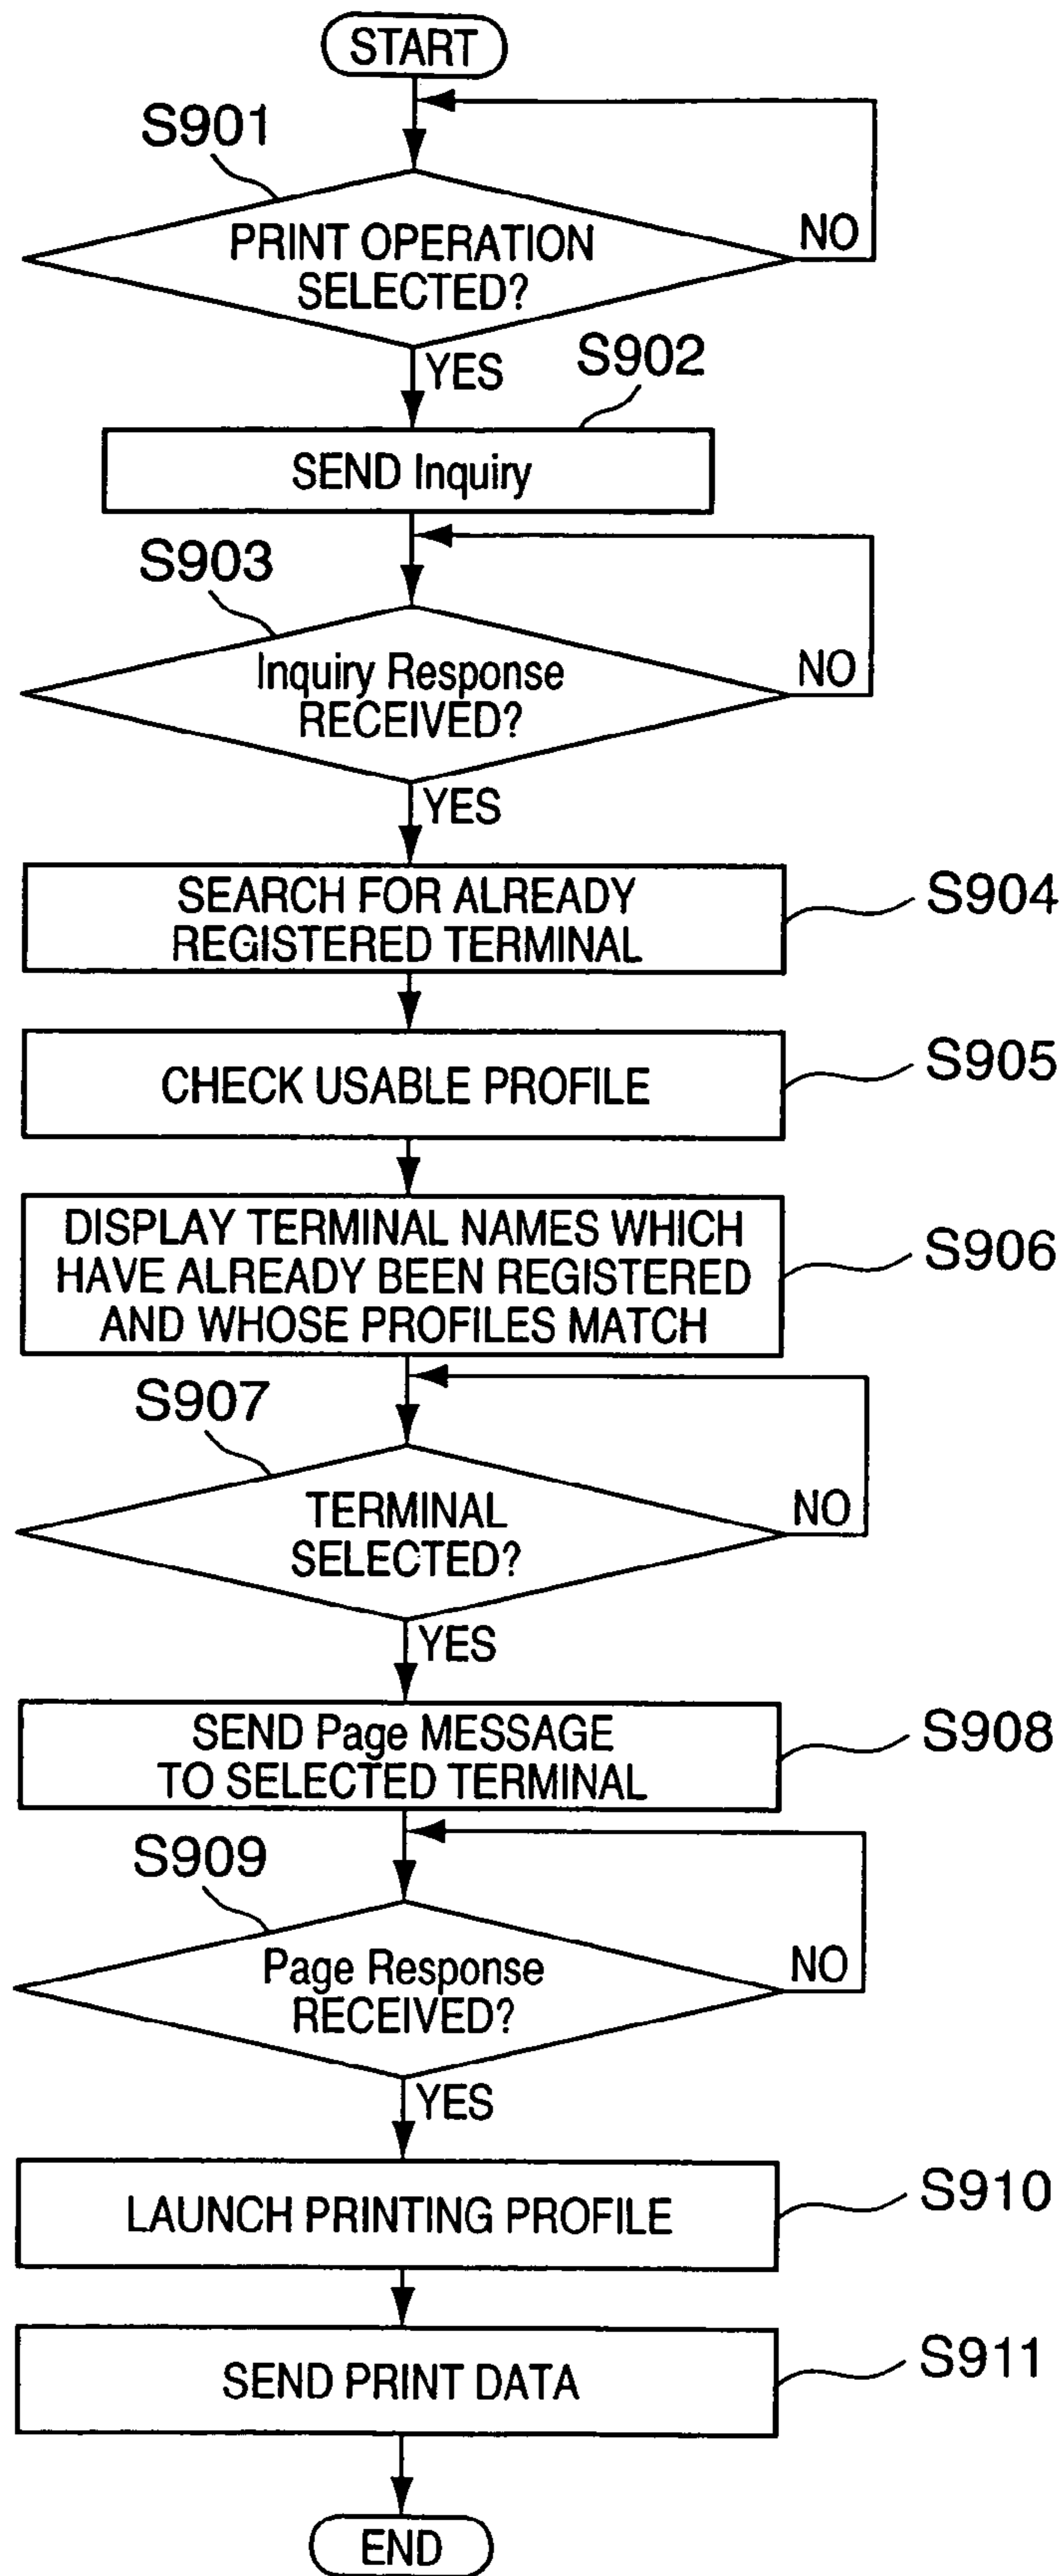 START
S901
PRINT OPERATION
SELECTED?
NO
YES
S902
SEND Inquiry
S903
Inquiry Response
RECEIVED?
NO
YES
SEARCH FOR ALREADY
REGISTERED TERMINAL
S904
CHECK USABLE PROFILE
S905
DISPLAY TERMINAL NAMES WHICH
HAVE ALREADY BEEN REGISTERED
AND WHOSE PROFILES MATCH
S906
S907
TERMINAL
SELECTED?
NO
YES
SEND Page MESSAGE
TO SELECTED TERMINAL
S908
S909
Page Response
RECEIVED?
NO
YES
LAUNCH PRINTING PROFILE
S910
SEND PRINT DATA
S911
END